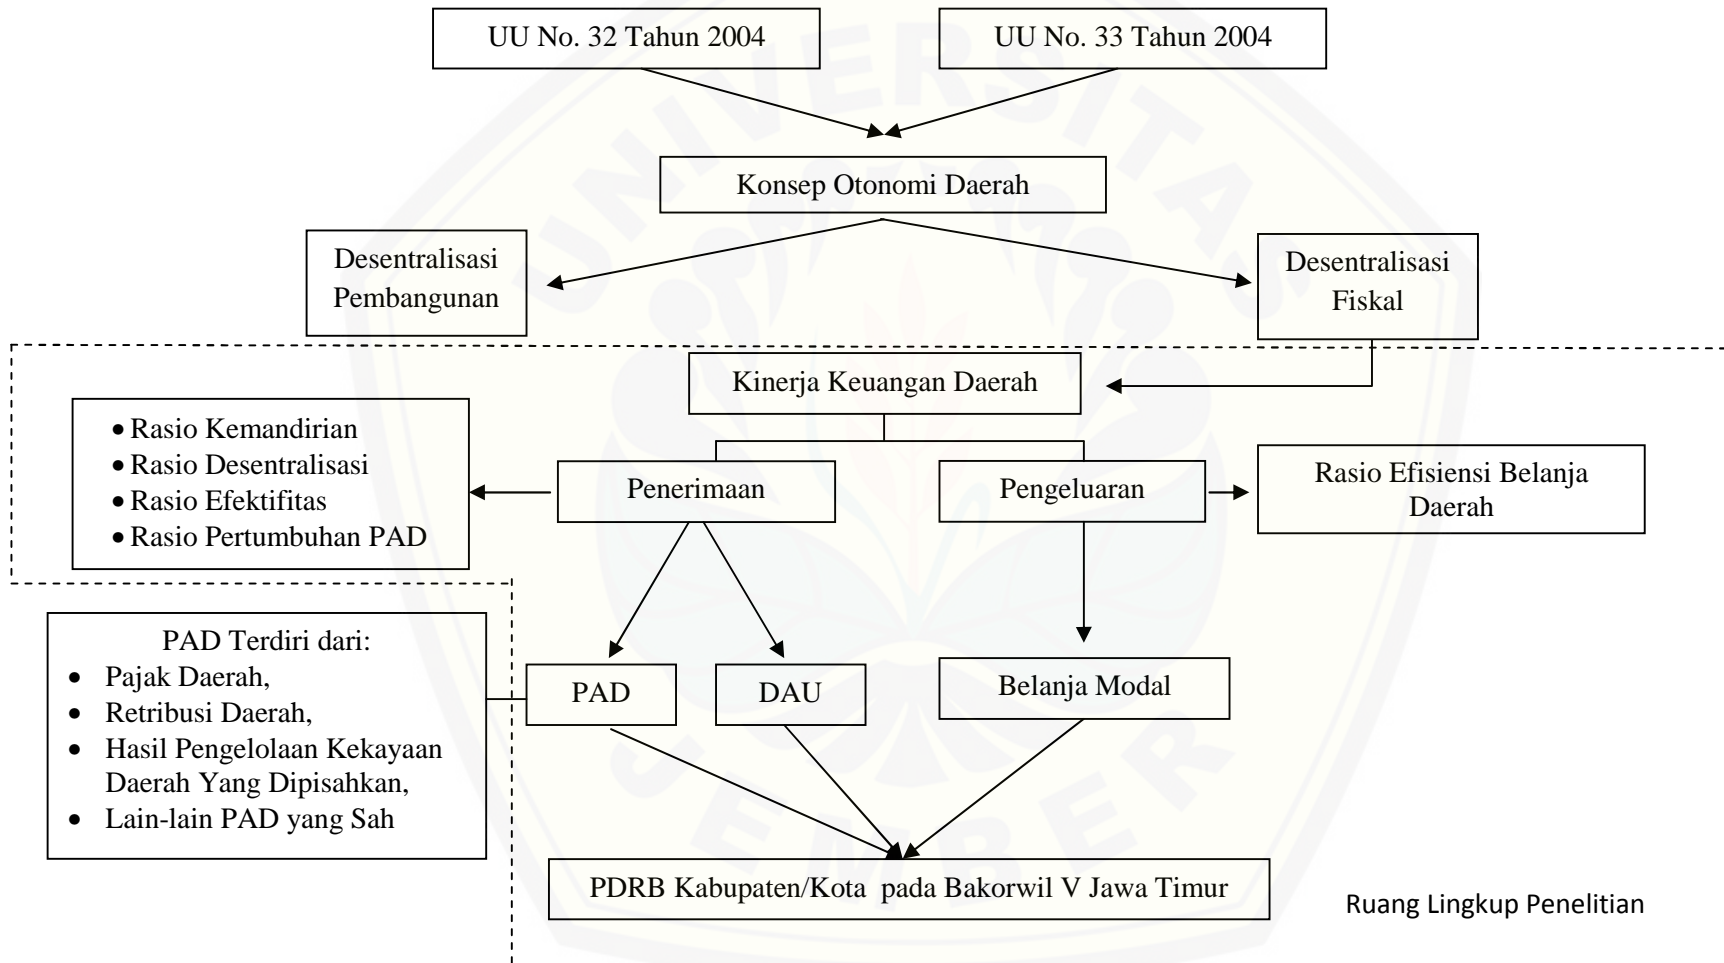 UU No. 32 Tahun 2004
UU No. 33 Tahun 2004
Konsep Otonomi Daerah
Desentralisasi
Pembangunan
Desentralisasi
Fiskal
Kinerja Keuangan Daerah
• Rasio Kemandirian
• Rasio Desentralisasi
• Rasio Efektifitas
• Rasio Pertumbuhan PAD
Penerimaan
Pengeluaran
Rasio Efisiensi Belanja
Daerah
PAD Terdiri dari:
• Pajak Daerah,
• Retribusi Daerah,
• Hasil Pengelolaan Kekayaan
Daerah Yang Dipisahkan,
• Lain-lain PAD yang Sah
PAD
DAU
Belanja Modal
PDRB Kabupaten/Kota pada Bakorwil V Jawa Timur
Ruang Lingkup Penelitian
UNIVERSITAS
JEMBER